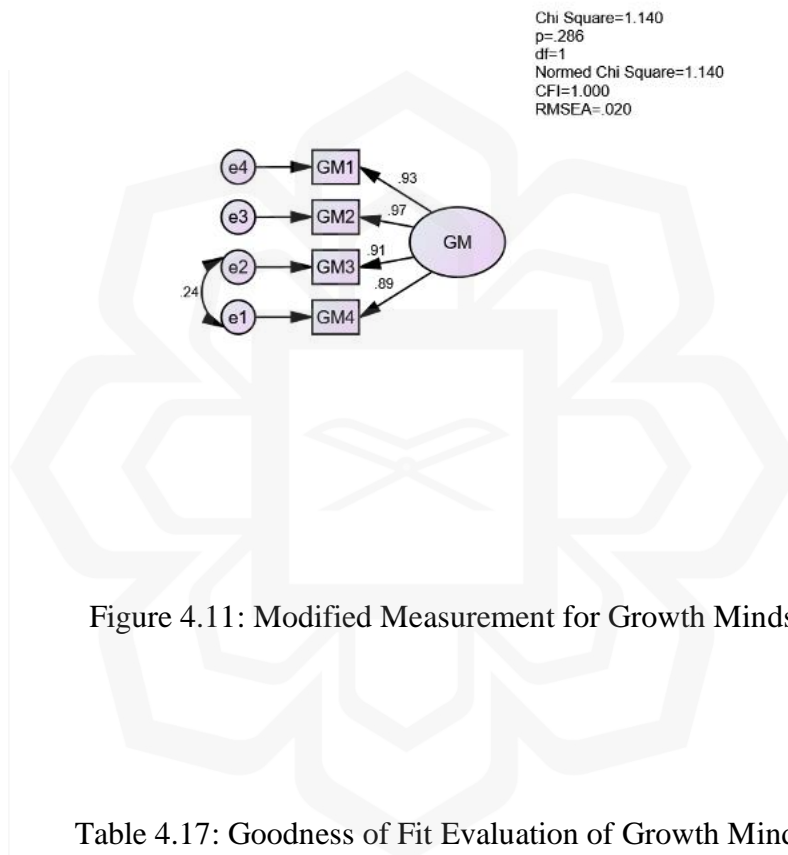 Chi Square=1.140
p=.286
df=1
Normed Chi Square=1.140
CFI=1.000
RMSEA=.020
e4 GM1 .93
e3 GM2 .97
GM
e2 GM3 .91
.24
e1 GM4 .89
Figure 4.11: Modified Measurement for Growth Minds
Table 4.17: Goodness of Fit Evaluation of Growth Mind